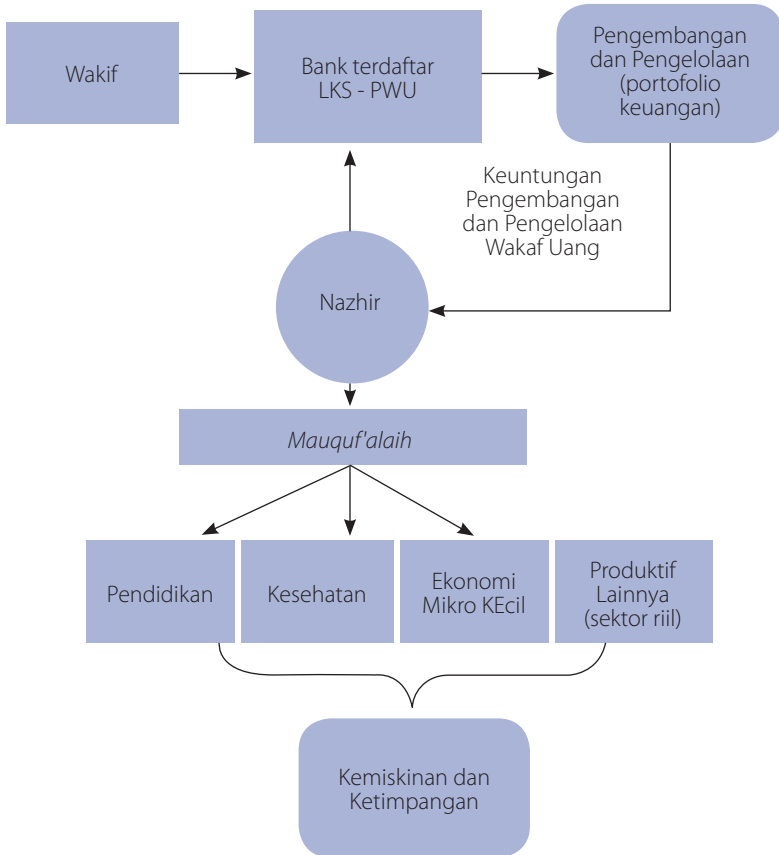 Wakif
Bank terdaftar
LKS - PWU
Pengembangan
dan Pengelolaan
(portofolio
keuangan)
Keuntungan
Pengembangan
dan Pengelolaan
Wakaf Uang
Nazhir
Mauquf'alaih
Pendidikan
Kesehatan
Ekonomi
Mikro KEcil
Produktif
Lainnya
(sektor riil)
Kemiskinan dan
Ketimpangan